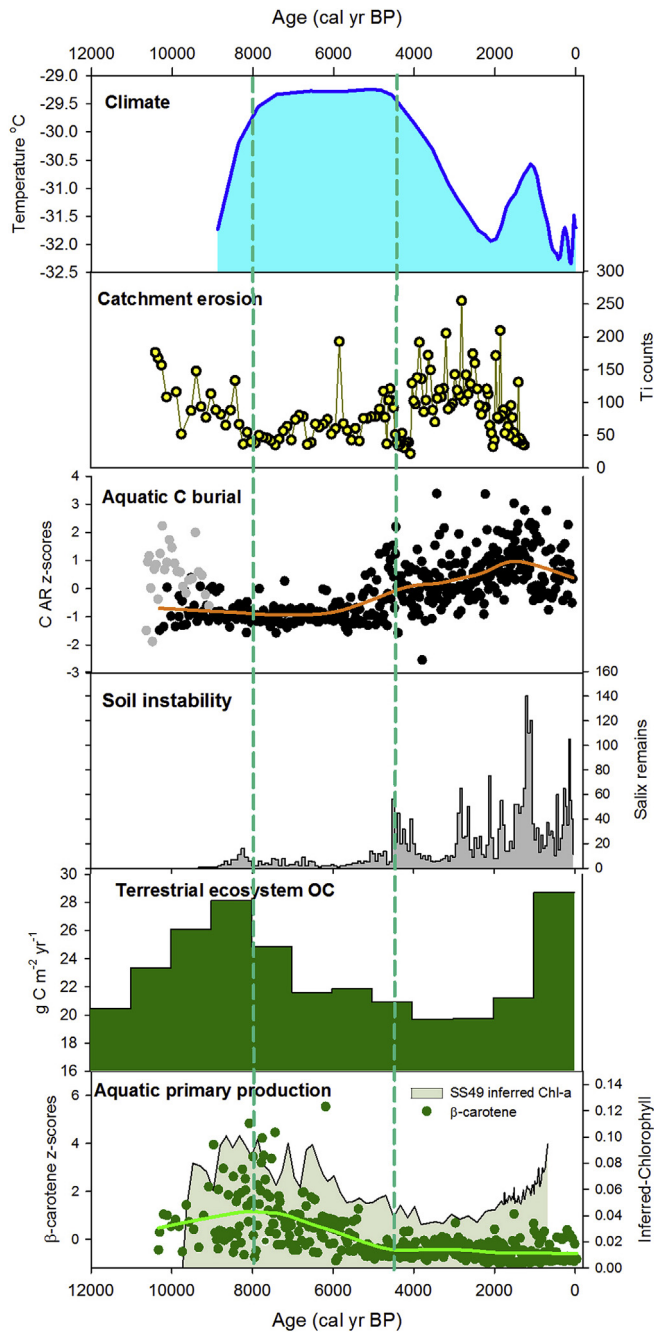 Age (cal yr BP)
12000 10000 8000 6000 4000 2000 0
Climate
Temperature °C
-29.0
-29.5
-30.0
-30.5
-31.0
-31.5
-32.0
-32.5
Catchment erosion
Ti counts
300
250
200
150
100
50
0
Aquatic C burial
C AR z-scores
4
3
2
1
0
-1
-2
-3
Soil instability
Salix remains
160
140
120
100
80
60
40
20
0
Terrestrial ecosystem OC
g C m-2 yr-1
30
28
26
24
22
20
18
16
Aquatic primary production
SS49 inferred Chl-a
β-carotene
β-carotene z-scores
6
4
2
0
Inferred-Chlorophyll
0.14
0.12
0.10
0.08
0.06
0.04
0.02
0.00
12000 10000 8000 6000 4000 2000 0
Age (cal yr BP)